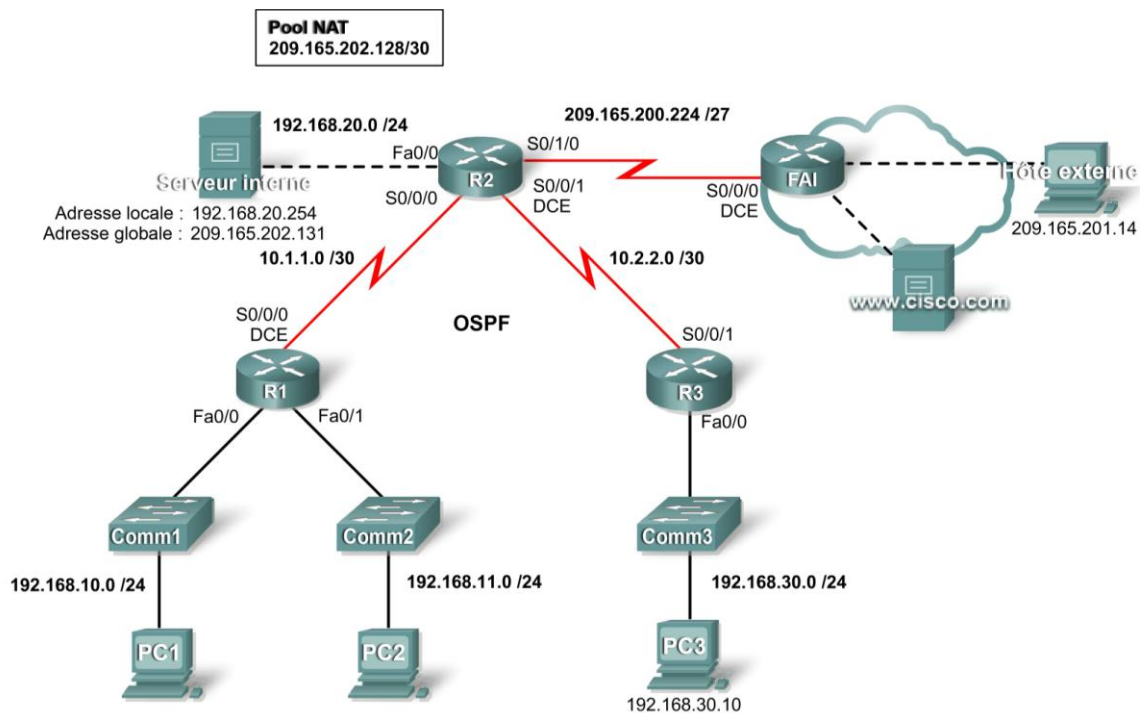 Pool NAT
209.165.202.128/30
192.168.20.0 /24
209.165.200.224 /27
Fa0/0
S0/1/0
R2
FAI
Serveur interne
Hôte externe
S0/0/0
S0/0/1
DCE
S0/0/0
DCE
Adresse locale : 192.168.20.254
Adresse globale : 209.165.202.131
209.165.201.14
10.1.1.0 /30
10.2.2.0 /30
www.cisco.com
S0/0/0
DCE
OSPF
S0/0/1
R1
R3
Fa0/0
Fa0/1
Fa0/0
Comm1
Comm2
Comm3
192.168.10.0 /24
192.168.11.0 /24
192.168.30.0 /24
PC1
PC2
PC3
192.168.30.10